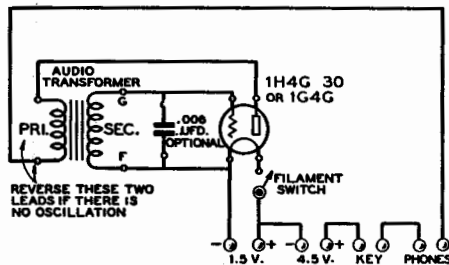 AUDIO
TRANSFORMER
1H4G 30
OR 1G4G
G
PRI.
SEC.
.006
UFD.
OPTIONAL
F
FILAMENT
SWITCH
REVERSE THESE TWO
LEADS IF THERE IS
NO OSCILLATION
- + - +
1.5 V. 4.5 V. KEY PHONES